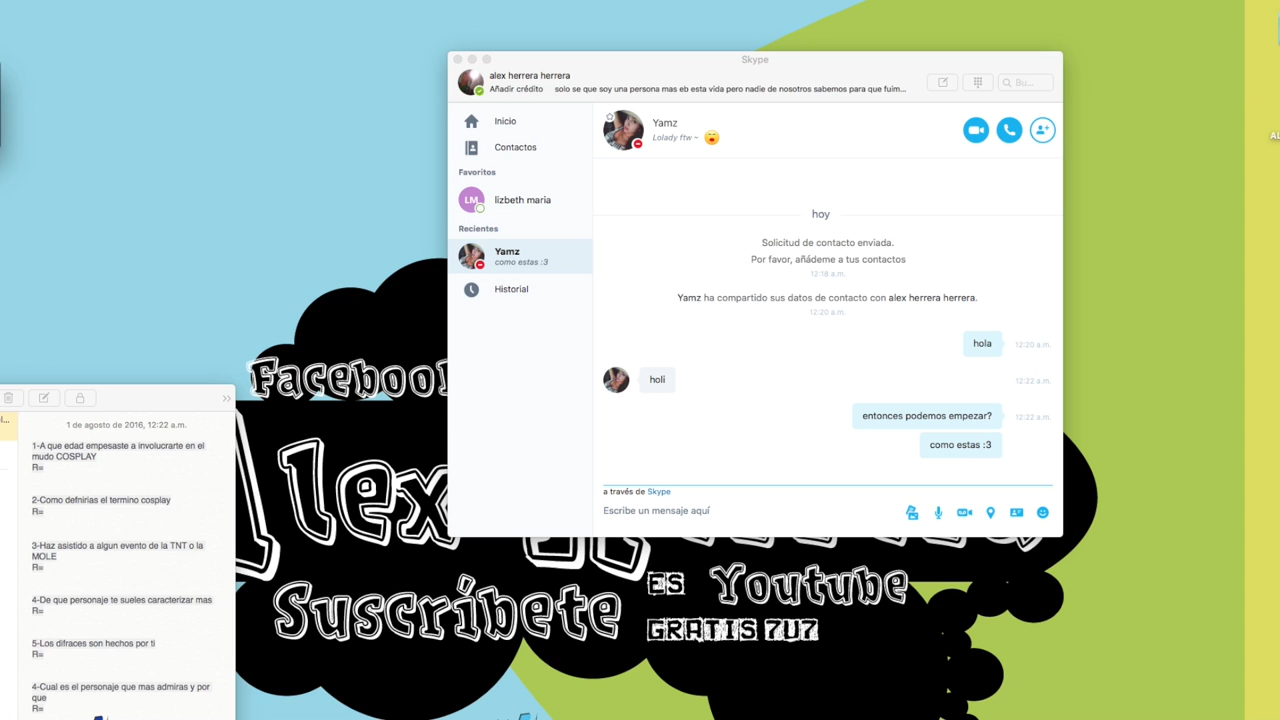 Skype
alex herrera herrera
Añadir crédito solo se que soy una persona mas eb esta vida pero nadie de nosotros sabemos para que fuim...
Bu...
Inicio
Contactos
Favoritos
LM
lizbeth maria
Recientes
Yamz
como estas :3
Historial
Yamz
Lolady ftw ~
hoy
Solicitud de contacto enviada.
Por favor, añádeme a tus contactos
12:18 a.m.
Yamz ha compartido sus datos de contacto con alex herrera herrera.
12:20 a.m.
hola
12:20 a.m.
holi
12:22 a.m.
entonces podemos empezar?
12:22 a.m.
como estas :3
a través de Skype
Escribe un mensaje aquí
1 de agosto de 2016, 12:22 a.m.
1-A que edad empesaste a involucrarte en el
mudo COSPLAY
R=
2-Como defnirias el termino cosplay
R=
3-Haz asistido a algun evento de la TNT o la
MOLE
R=
4-De que personaje te sueles caracterizar mas
R=
5-Los difraces son hechos por ti
R=
4-Cual es el personaje que mas admiras y por
que
R=
Suscríbete
ES Youtube
GRATIS 7U7